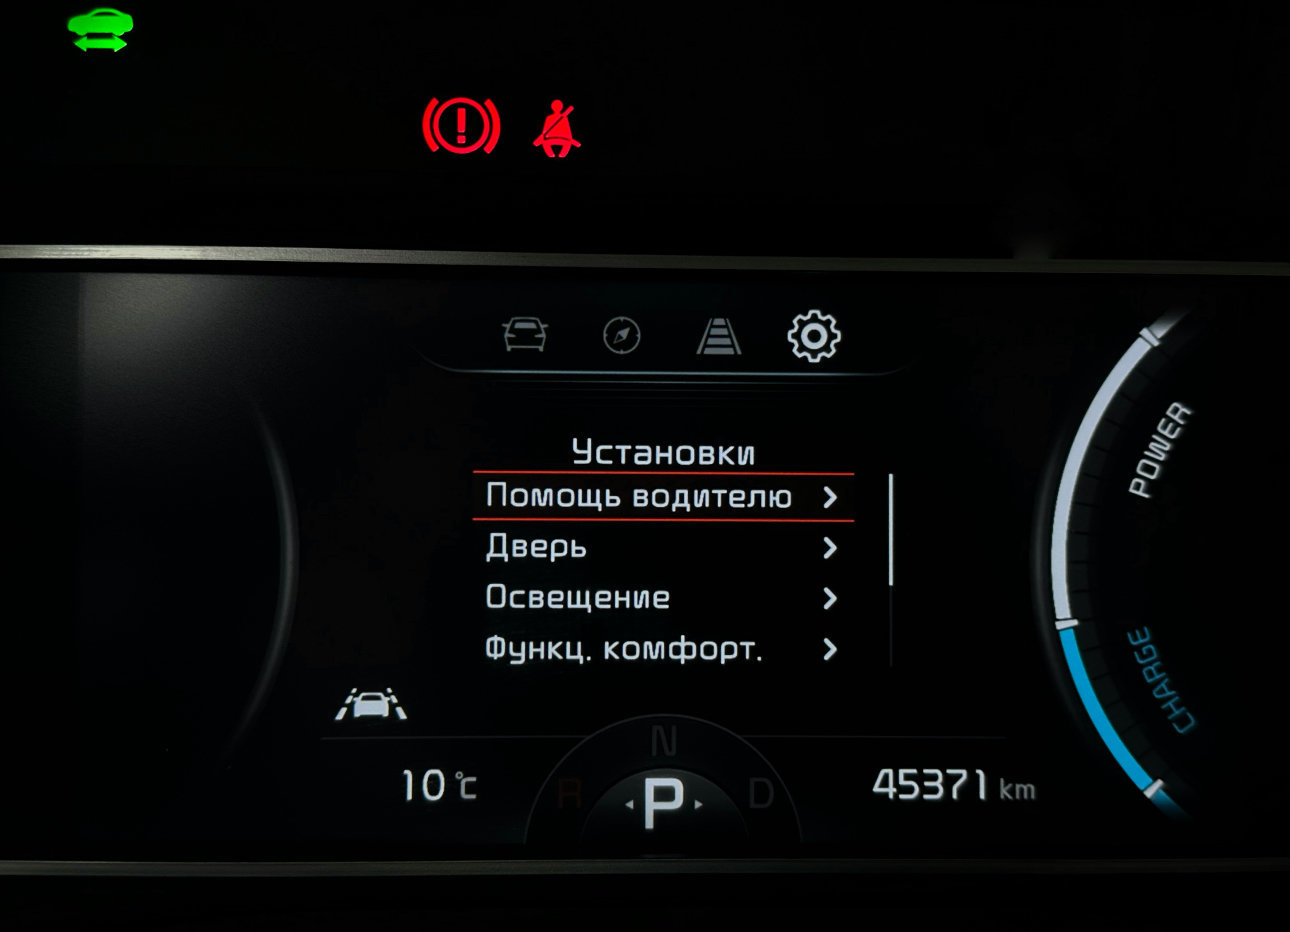 Установки
Помощь водителю
Дверь
Освещение
Функц. комфорт.
POWER
CHARGE
N
R P D
10 °C
45371 km